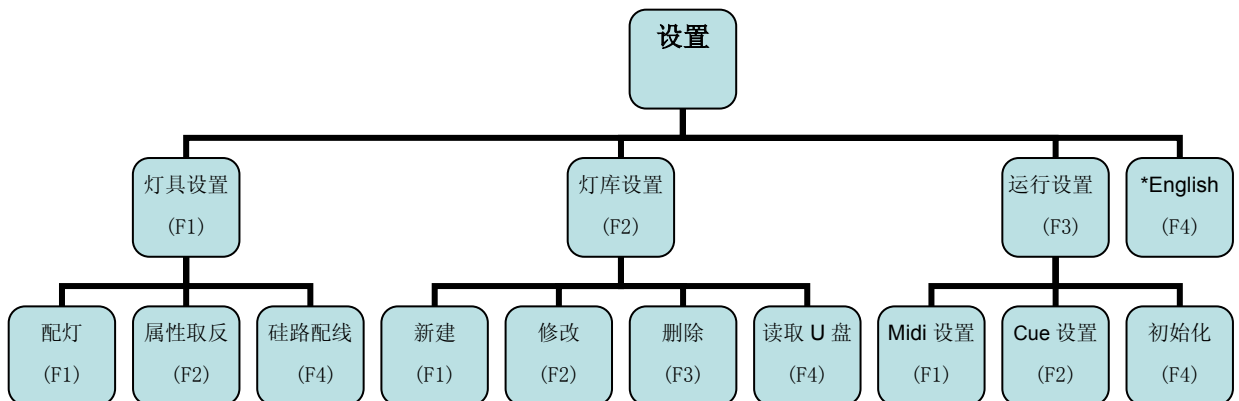 设置
灯具设置
(F1)
灯库设置
(F2)
运行设置
(F3)
*English
(F4)
配灯
(F1)
属性取反
(F2)
硅路配线
(F4)
新建
(F1)
修改
(F2)
删除
(F3)
读取 U 盘
(F4)
Midi 设置
(F1)
Cue 设置
(F2)
初始化
(F4)